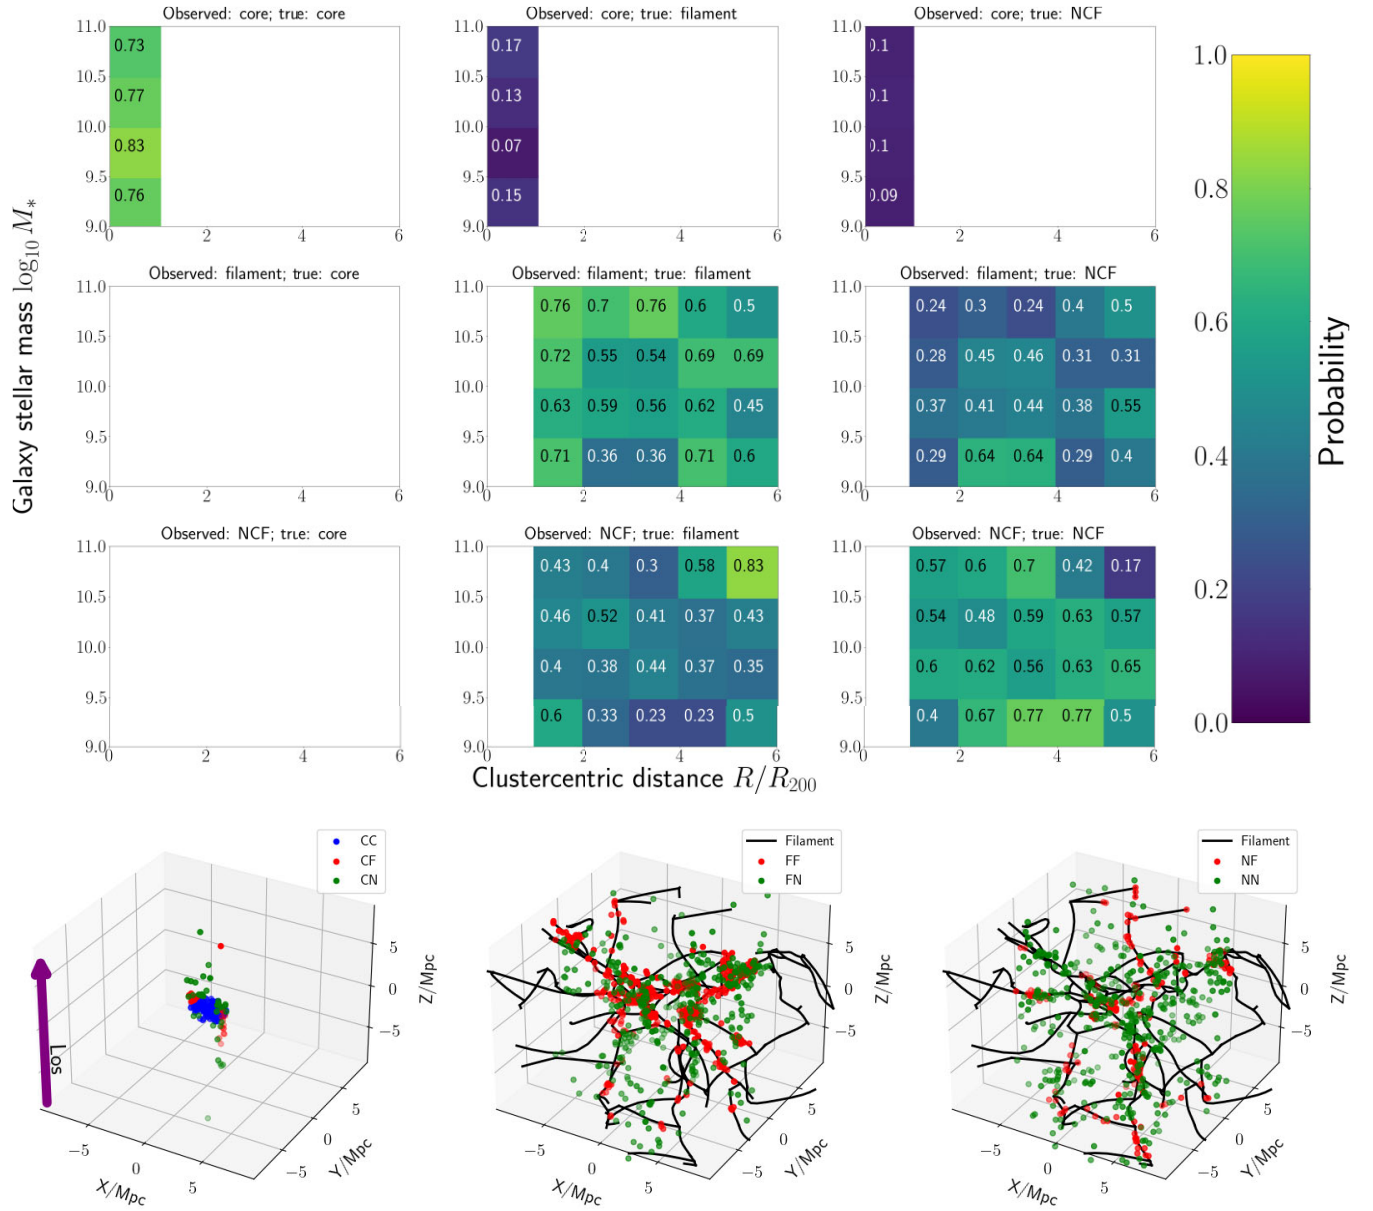 Observed: core; true: core
Observed: core; true: filament
Observed: core; true: NCF
11.0
10.5
10.0
9.5
9.0
0.73
0.77
0.83
0.76
0 2 4 6
11.0
10.5
10.0
9.5
9.0
0.17
0.13
0.07
0.15
0 2 4 6
11.0
10.5
10.0
9.5
9.0
0.1
0.1
0.1
0.09
0 2 4 6
Galaxy stellar mass log10 M*
Observed: filament; true: core
Observed: filament; true: filament
Observed: filament; true: NCF
11.0
10.5
10.0
9.5
9.0
0 2 4 6
11.0
10.5
10.0
9.5
9.0
0.76 0.7 0.76 0.6 0.5
0.72 0.55 0.54 0.69 0.69
0.63 0.59 0.56 0.62 0.45
0.71 0.36 0.36 0.71 0.6
0 2 4 6
11.0
10.5
10.0
9.5
9.0
0.24 0.3 0.24 0.4 0.5
0.28 0.45 0.46 0.31 0.31
0.37 0.41 0.44 0.38 0.55
0.29 0.64 0.64 0.29 0.4
0 2 4 6
Observed: NCF; true: core
Observed: NCF; true: filament
Observed: NCF; true: NCF
11.0
10.5
10.0
9.5
9.0
0 2 4 6
11.0
10.5
10.0
9.5
9.0
0.43 0.4 0.3 0.58 0.83
0.46 0.52 0.41 0.37 0.43
0.4 0.38 0.44 0.37 0.35
0.6 0.33 0.23 0.23 0.5
0 2 4 6
11.0
10.5
10.0
9.5
9.0
0.57 0.6 0.7 0.42 0.17
0.54 0.48 0.59 0.63 0.57
0.6 0.62 0.56 0.63 0.65
0.4 0.67 0.77 0.77 0.5
0 2 4 6
Clustercentric distance R/R200
1.0
0.8
0.6
0.4
0.2
0.0
Probability
CC
CF
CN
Los
5
0
−5
Z/Mpc
−5
0
5
X/Mpc
−5
0
5
Y/Mpc
Filament
FF
FN
5
0
−5
Z/Mpc
−5
0
5
X/Mpc
−5
0
5
Y/Mpc
Filament
NF
NN
5
0
−5
Z/Mpc
−5
0
5
X/Mpc
−5
0
5
Y/Mpc